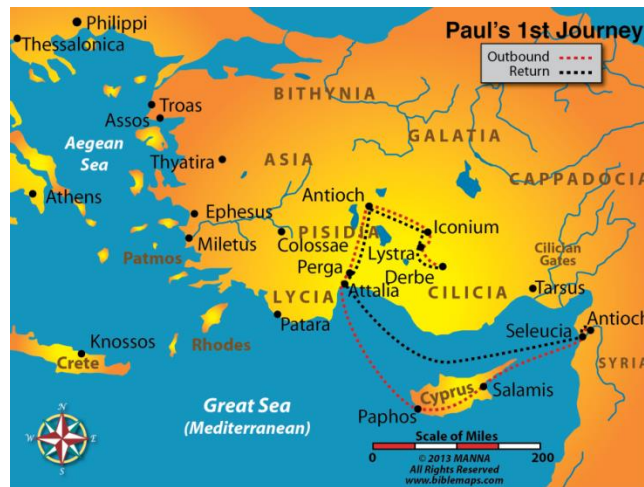 Paul's 1st Journey
Outbound
Return
Philippi
Thessalonica
BITHYNIA
Troas
Assos
GALATIA
Aegean
Sea
Thyatira
ASIA
CAPPADOCIA
Athens
Antioch
Ephesus
PISIDIA
Iconium
Miletus
Colossae
Lystra
Cilician
Gates
Patmos
Perga
Derbe
Attalia
LYCIA
CILICIA
Tarsus
Patara
Antioch
Seleucia
Knossos
Rhodes
Crete
SYRIA
Cyprus
Salamis
Great Sea
(Mediterranean)
Paphos
N
W
E
S
Scale of Miles
0
200
© 2013 MANNA
All Rights Reserved
www.biblemaps.com